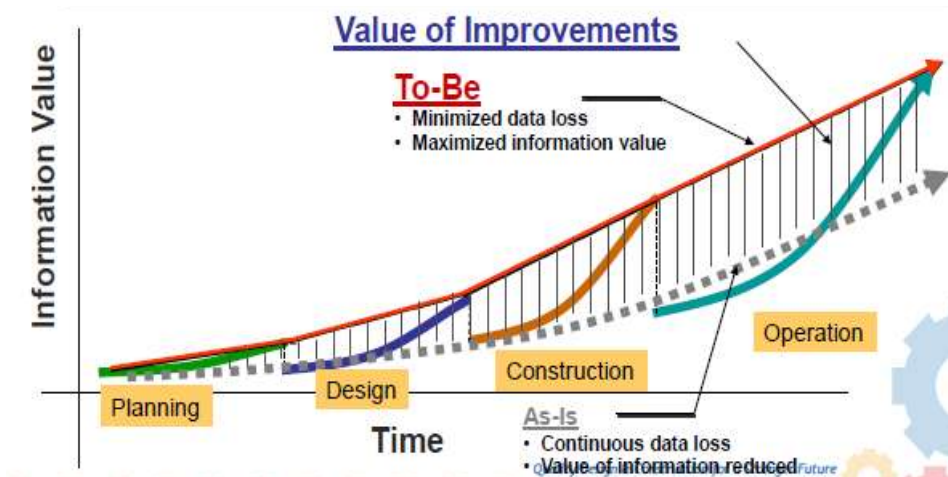 Value of Improvements
To-Be
• Minimized data loss
• Maximized information value
Information Value
Operation
Construction
Design
Planning
As-Is
Time
• Continuous data loss
• Value of information reduced
Future